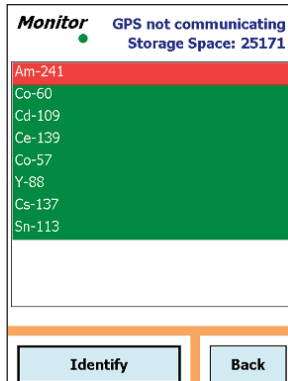 Monitor
GPS not communicating
Storage Space: 25171
Am-241
Co-60
Cd-109
Ce-139
Co-57
Y-88
Cs-137
Sn-113
Identify
Back